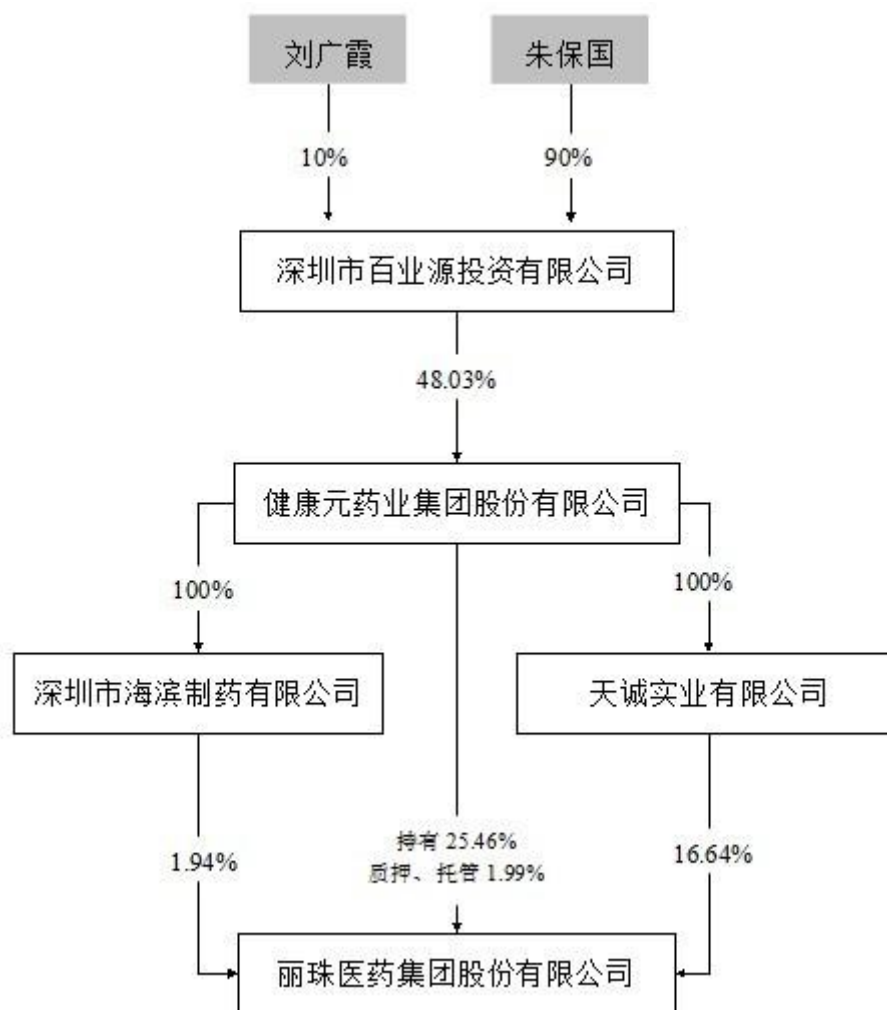 刘广霞
朱保国
10%
90%
深圳市百业源投资有限公司
48.03%
健康元药业集团股份有限公司
100%
100%
深圳市海滨制药有限公司
天诚实业有限公司
1.94%
持有 25.46%
质押、托管 1.99%
16.64%
丽珠医药集团股份有限公司